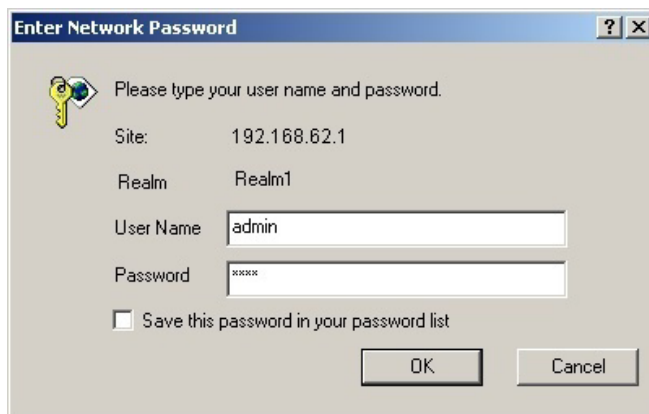 Enter Network Password
Please type your user name and password.
Site: 192.168.62.1
Realm Realm1
User Name admin
Password ****
Save this password in your password list
OK Cancel